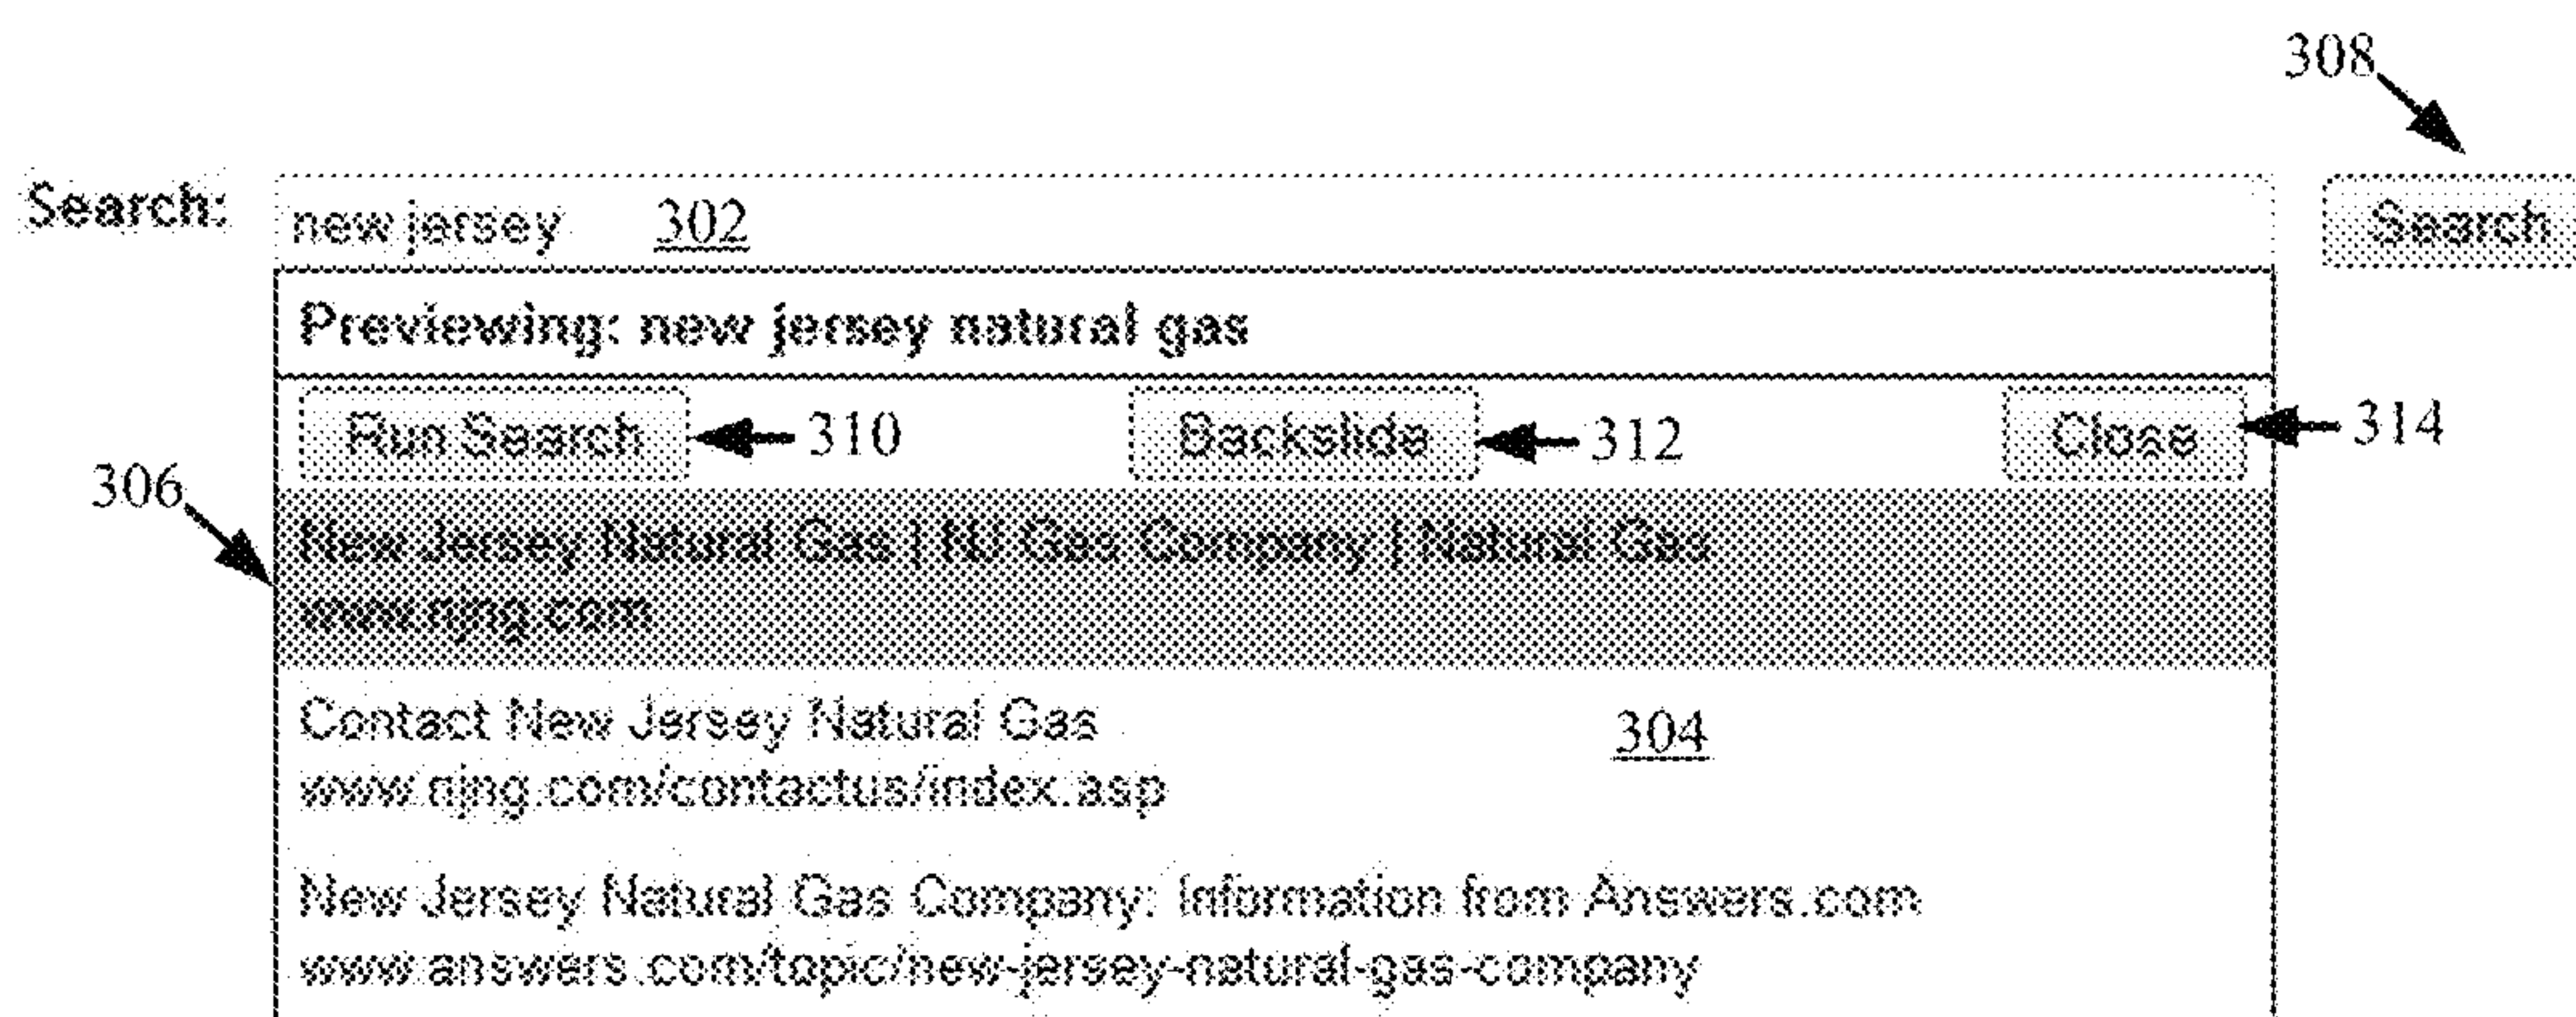 308
Search: new jersey 302 Search
Previewing: new jersey natural gas
Run Search 310 Backslide 312 Close 314
306
New Jersey Natural Gas | NJ Gas Company | Natural Gas
www.njng.com
Contact New Jersey Natural Gas
304
www.njng.com/contactus/index.asp
New Jersey Natural Gas Company: Information from Answers.com
www.answers.com/topic/new-jersey-natural-gas-company